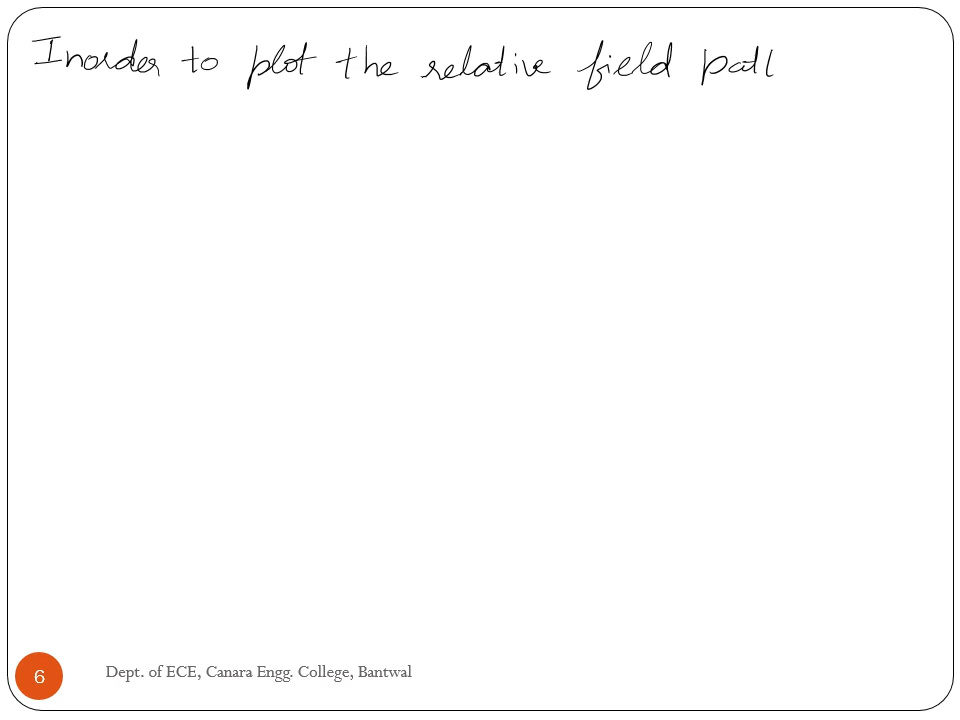 Inorder to plot the relative field patt
6
Dept. of ECE, Canara Engg. College, Bantwal